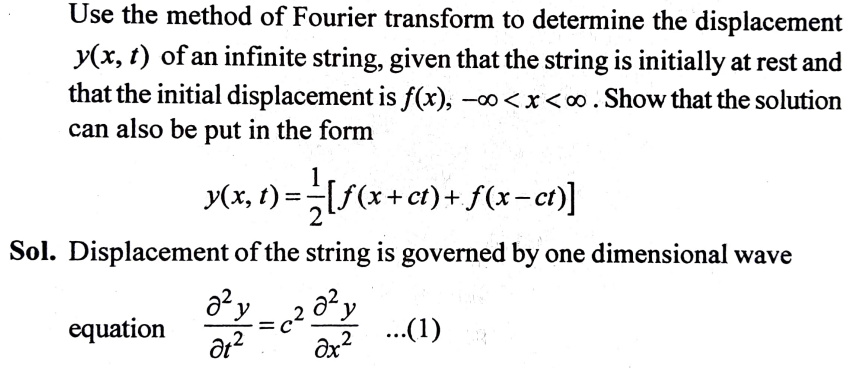 Use the method of Fourier transform to determine the displacement
y(x, t) of an infinite string, given that the string is initially at rest and
that the initial displacement is f(x), −∞ < x < ∞ . Show that the solution
can also be put in the form
y(x, t) = 1/2 [f(x + ct) + f(x − ct)]
Sol. Displacement of the string is governed by one dimensional wave
equation ∂²y/∂t² = c² ∂²y/∂x² ...(1)